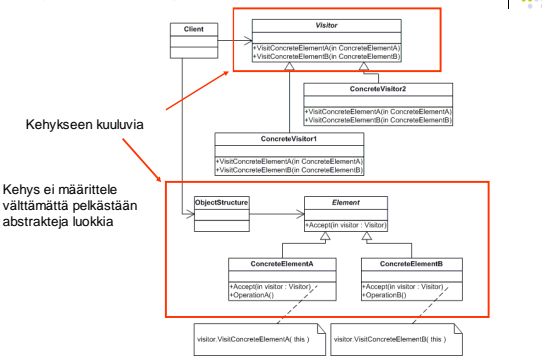 Client
Visitor
+VisitConcreteElementA(in ConcreteElementA)
+VisitConcreteElementB(in ConcreteElementB)
ConcreteVisitor2
+VisitConcreteElementA(in ConcreteElementA)
+VisitConcreteElementB(in ConcreteElementB)
Kehykseen kuuluvia
ConcreteVisitor1
+VisitConcreteElementA(in ConcreteElementA)
+VisitConcreteElementB(in ConcreteElementB)
Kehys ei määrittele
välttämättä pelkästään
abstrakteja luokkia
ObjectStructure
Element
+Accept(in visitor : Visitor)
ConcreteElementA
+Accept(in visitor : Visitor)
+OperationA()
ConcreteElementB
+Accept(in visitor : Visitor)
+OperationB()
visitor.VisitConcreteElementA( this )
visitor.VisitConcreteElementB( this )